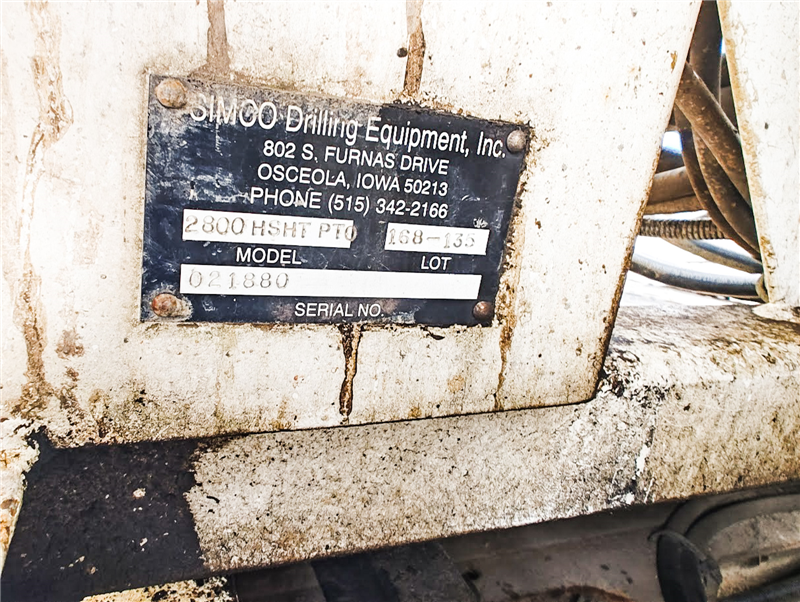 SIMCO Drilling Equipment, Inc.
802 S. FURNAS DRIVE
OSCEOLA, IOWA 50213
PHONE (515) 342-2166
2800 HSHT PTO
MODEL LOT
021880
SERIAL NO.